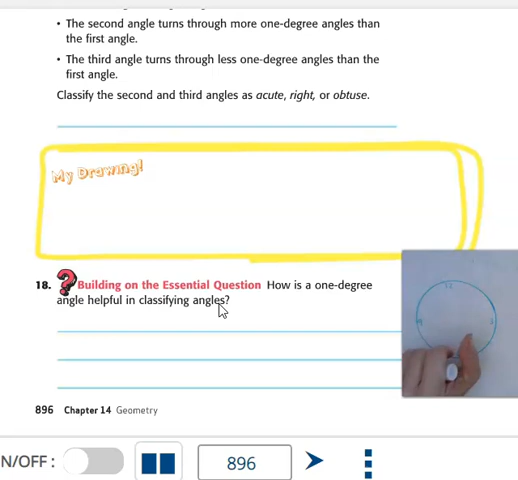 • The second angle turns through more one-degree angles than
the first angle.
• The third angle turns through less one-degree angles than the
first angle.
Classify the second and third angles as acute, right, or obtuse.
My Drawing!
18. Building on the Essential Question How is a one-degree
angle helpful in classifying angles?
896 Chapter 14 Geometry
N/OFF :
896